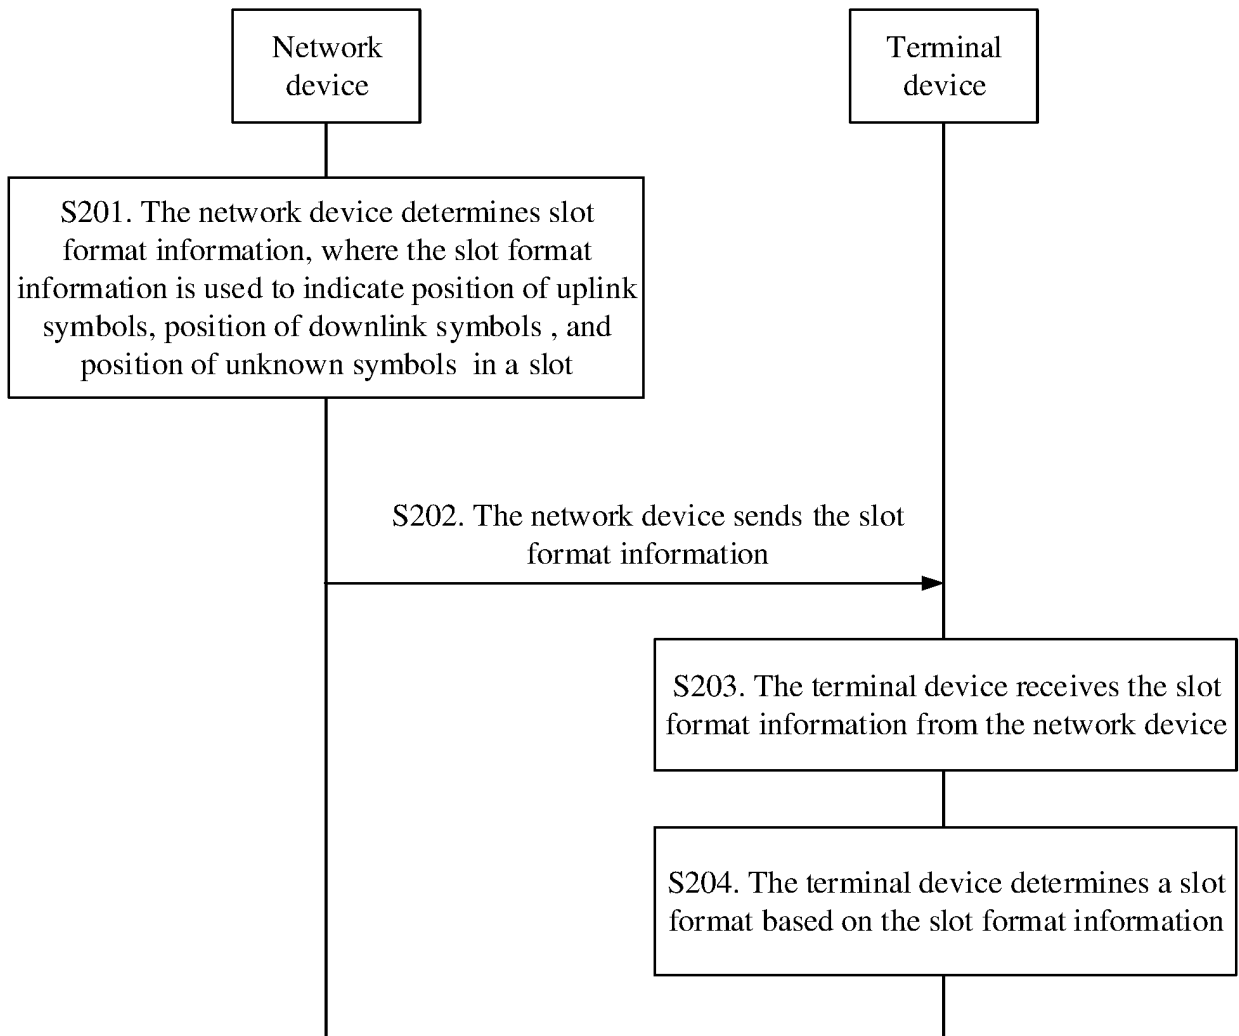 Network
device
Terminal
device
S201. The network device determines slot
format information, where the slot format
information is used to indicate position of uplink
symbols, position of downlink symbols , and
position of unknown symbols in a slot
S202. The network device sends the slot
format information
S203. The terminal device receives the slot
format information from the network device
S204. The terminal device determines a slot
format based on the slot format information